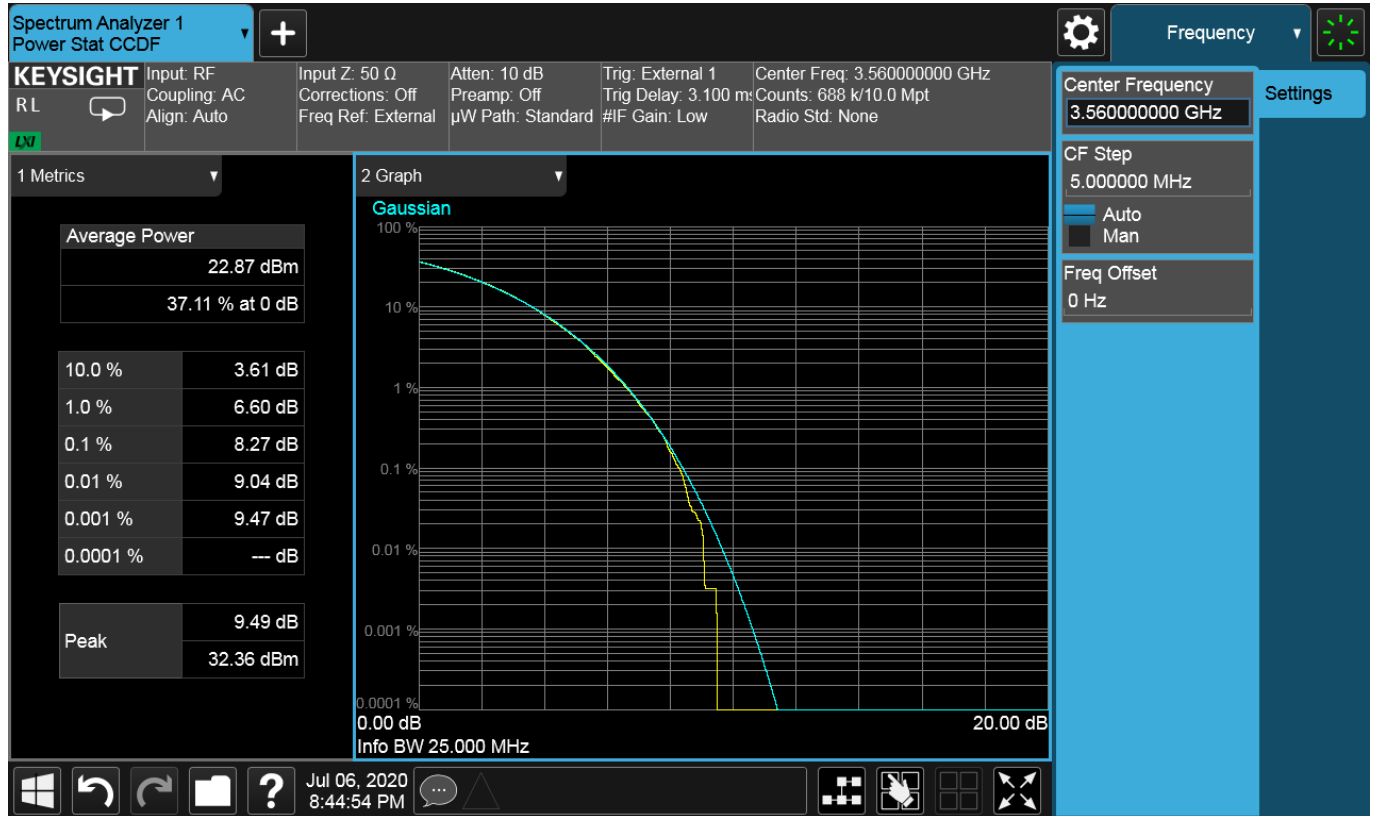 Spectrum Analyzer 1
Power Stat CCDF
Frequency
KEYSIGHT
R L
LXI
Input: RF
Coupling: AC
Align: Auto
Input Z: 50 Ω
Corrections: Off
Freq Ref: External
Atten: 10 dB
Preamp: Off
µW Path: Standard
Trig: External 1
Trig Delay: 3.100 ms
#IF Gain: Low
Center Freq: 3.560000000 GHz
Counts: 688 k/10.0 Mpt
Radio Std: None
Center Frequency
3.560000000 GHz
Settings
CF Step
5.000000 MHz
Auto
Man
Freq Offset
0 Hz
1 Metrics
Average Power
22.87 dBm
37.11 % at 0 dB
10.0 % 3.61 dB
1.0 % 6.60 dB
0.1 % 8.27 dB
0.01 % 9.04 dB
0.001 % 9.47 dB
0.0001 % --- dB
Peak
9.49 dB
32.36 dBm
2 Graph
Gaussian
100 %
10 %
1 %
0.1 %
0.01 %
0.001 %
0.0001 %
0.00 dB 20.00 dB
Info BW 25.000 MHz
?
Jul 06, 2020
8:44:54 PM